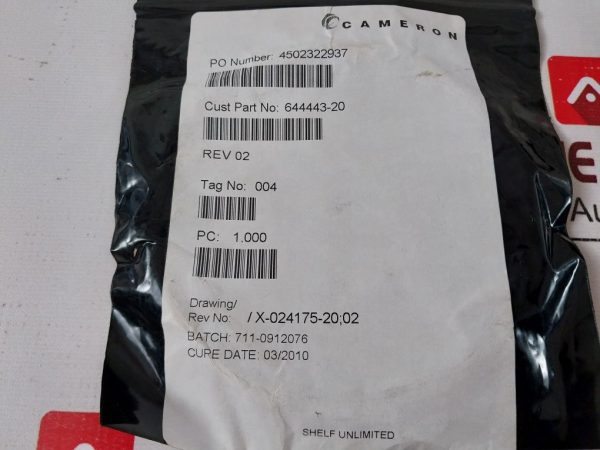 CAMERON
PO Number: 4502322937
Cust Part No: 644443-20
REV 02
Tag No: 004
PC: 1.000
Drawing/
Rev No: / X-024175-20;02
BATCH: 711-0912076
CURE DATE: 03/2010
SHELF UNLIMITED
E
Au